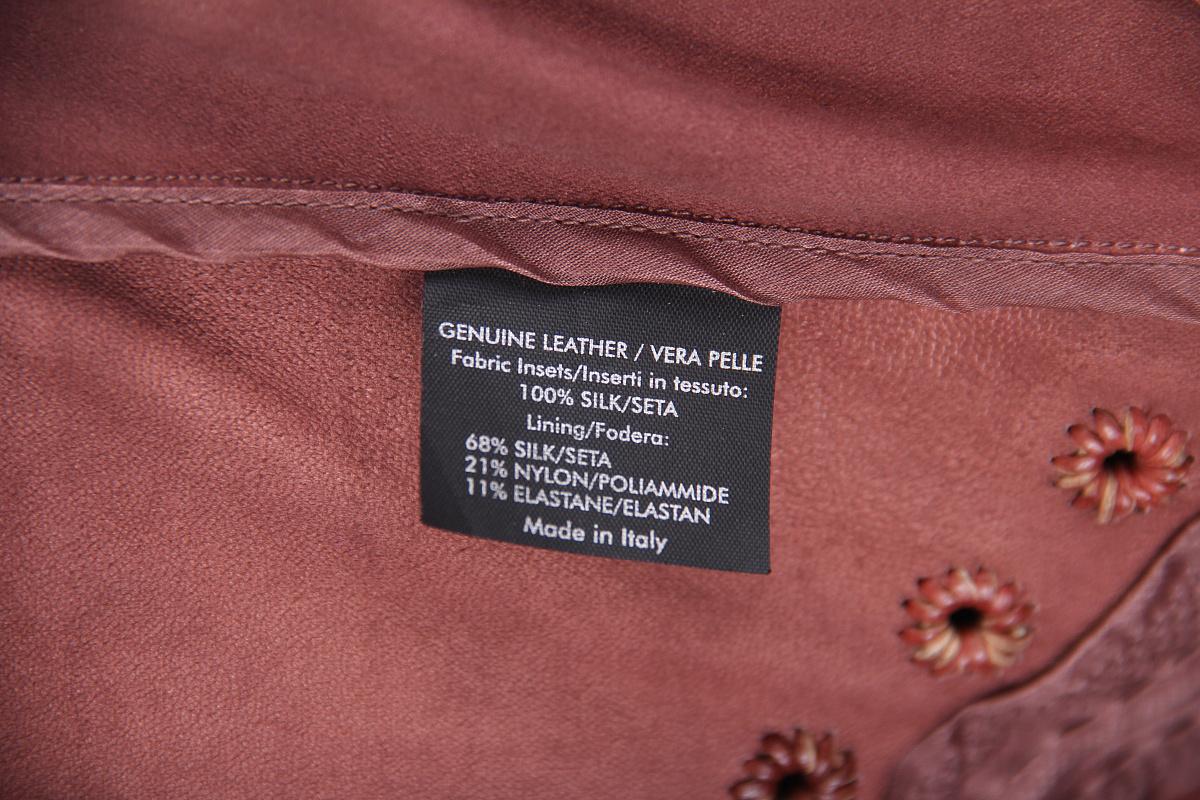 GENUINE LEATHER / VERA PELLE
Fabric Insets/Inserti in tessuto:
100% SILK/SETA
Lining/Fodera:
68% SILK/SETA
21% NYLON/POLIAMMIDE
11% ELASTANE/ELASTAN
Made in Italy